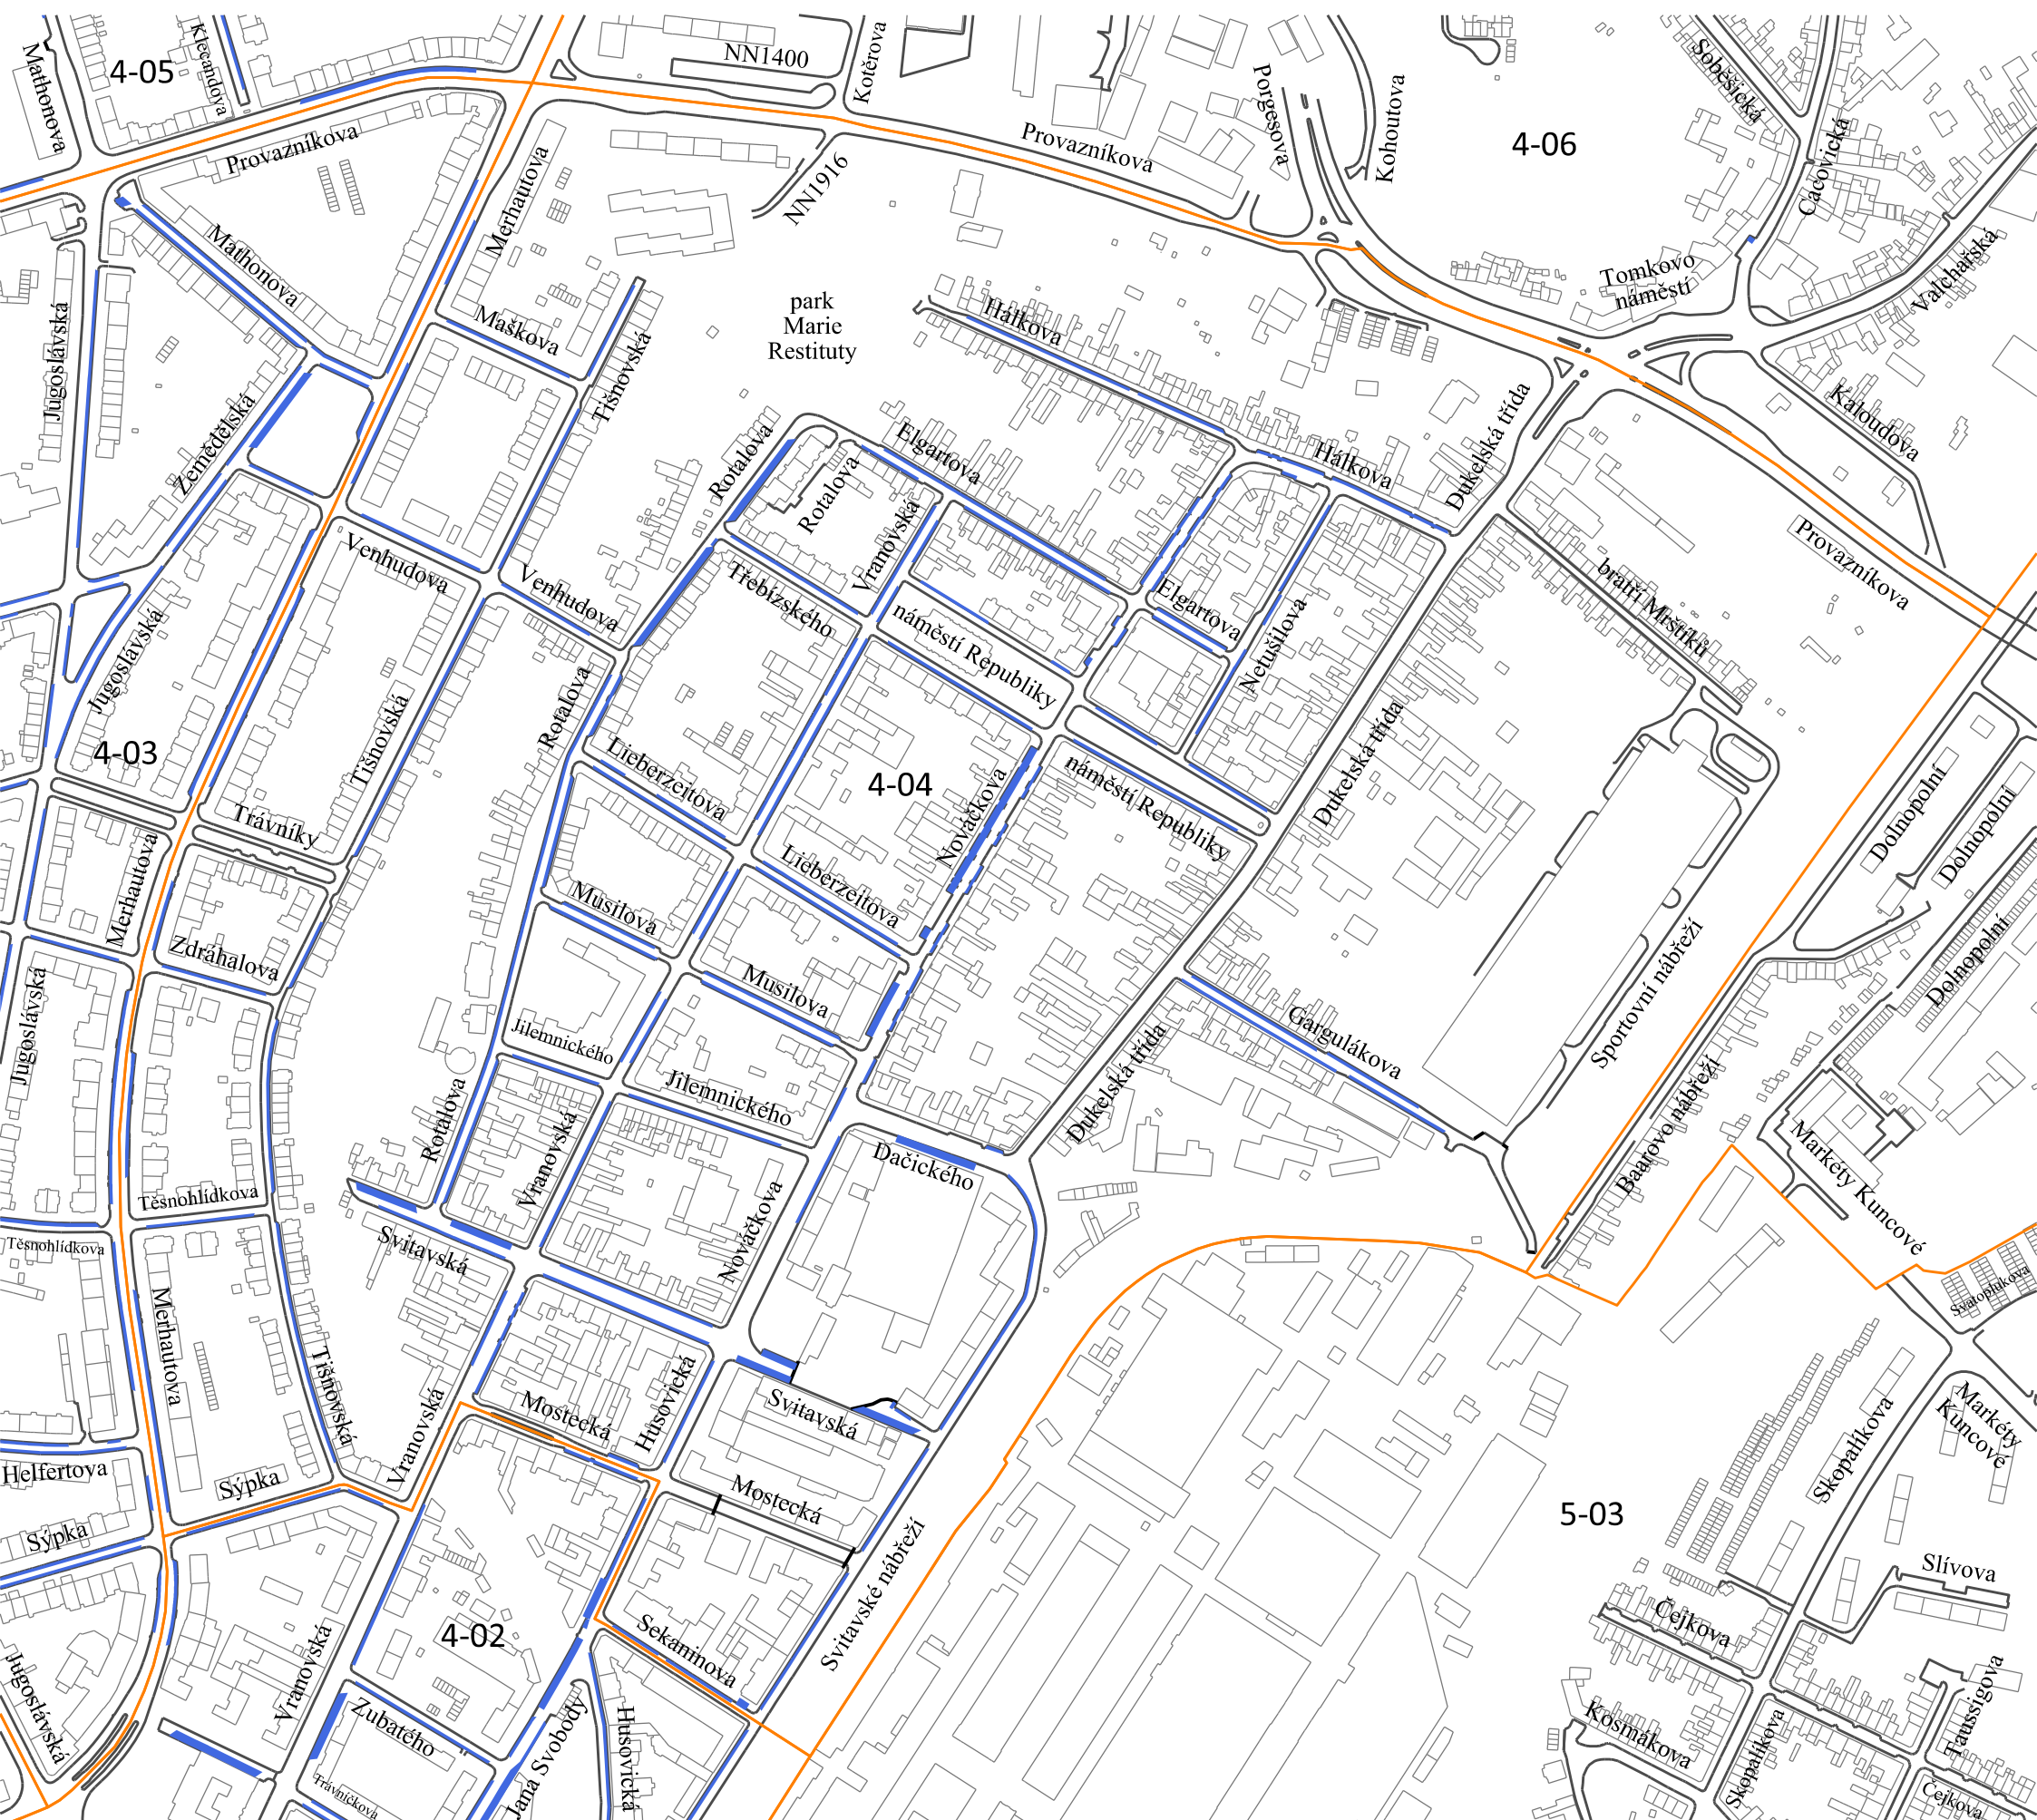 4-05
Mathonova
Klecandova
NN1400
Kotěrova
Soběšická
Provazníkova
Provazníkova
Porgesova
Kohoutova
4-06
Cacovická
Merhautova
NN1916
Mathonova
park
Marie
Restituty
Tomkovo
náměstí
Valchařská
Jugoslávská
Maškova
Tišnovská
Hálkova
Zemědělská
Rotalova
Rotalova
Elgartova
Hálkova
Dukelská třída
Kaloudova
Vranovská
Provazníkova
Venhudova
Venhudova
Třebízského
náměstí Republiky
Elgartova
Netušilova
bratří Mrštíků
Jugoslávská
Rotalova
4-03
Tišnovská
Lieberzeitova
4-04
Nováčkova
náměstí Republiky
Dukelská třída
Dolnopolní
Dolnopolní
Trávníky
Merhautova
Lieberzeitova
Musilova
Zdráhalova
Musilova
Dolnopolní
Sportovní nábřeží
Jugoslávská
Jilemnického
Gargulákova
Jilemnického
Dukelská třída
Baarovo nábřeží
Rotalova
Vranovská
Dačického
Markéty Kuncové
Těsnohlídkova
Těsnohlídkova
Svitavská
Nováčkova
Svatoplukova
Merhautova
Tišnovská
Vranovská
Mostecká
Husovická
Svitavská
Markéty
Kuncové
Skopalíkova
Helfertova
Sýpka
Mostecká
5-03
Sýpka
Svitavské nábřeží
Slívova
Čejkova
4-02
Sekaninova
Jugoslávská
Vranovská
Zubatého
Jana Svobody
Husovická
Kosmákova
Skopalíkova
Taussigova
Trávníčkova
Čejkova